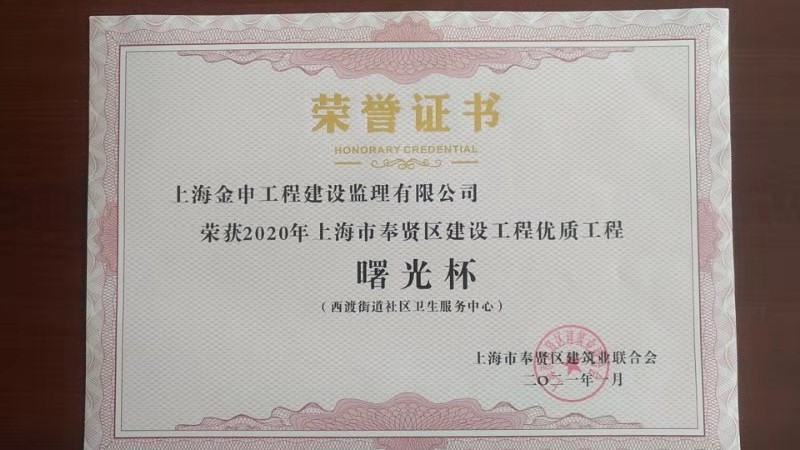 荣誉证书
HONORARY CREDENTIAL
上海金申工程建设监理有限公司
荣获2020年上海市奉贤区建设工程优质工程
曙光杯
（西渡街道社区卫生服务中心）
上海市奉贤区建筑业联合会
二〇二一年一月